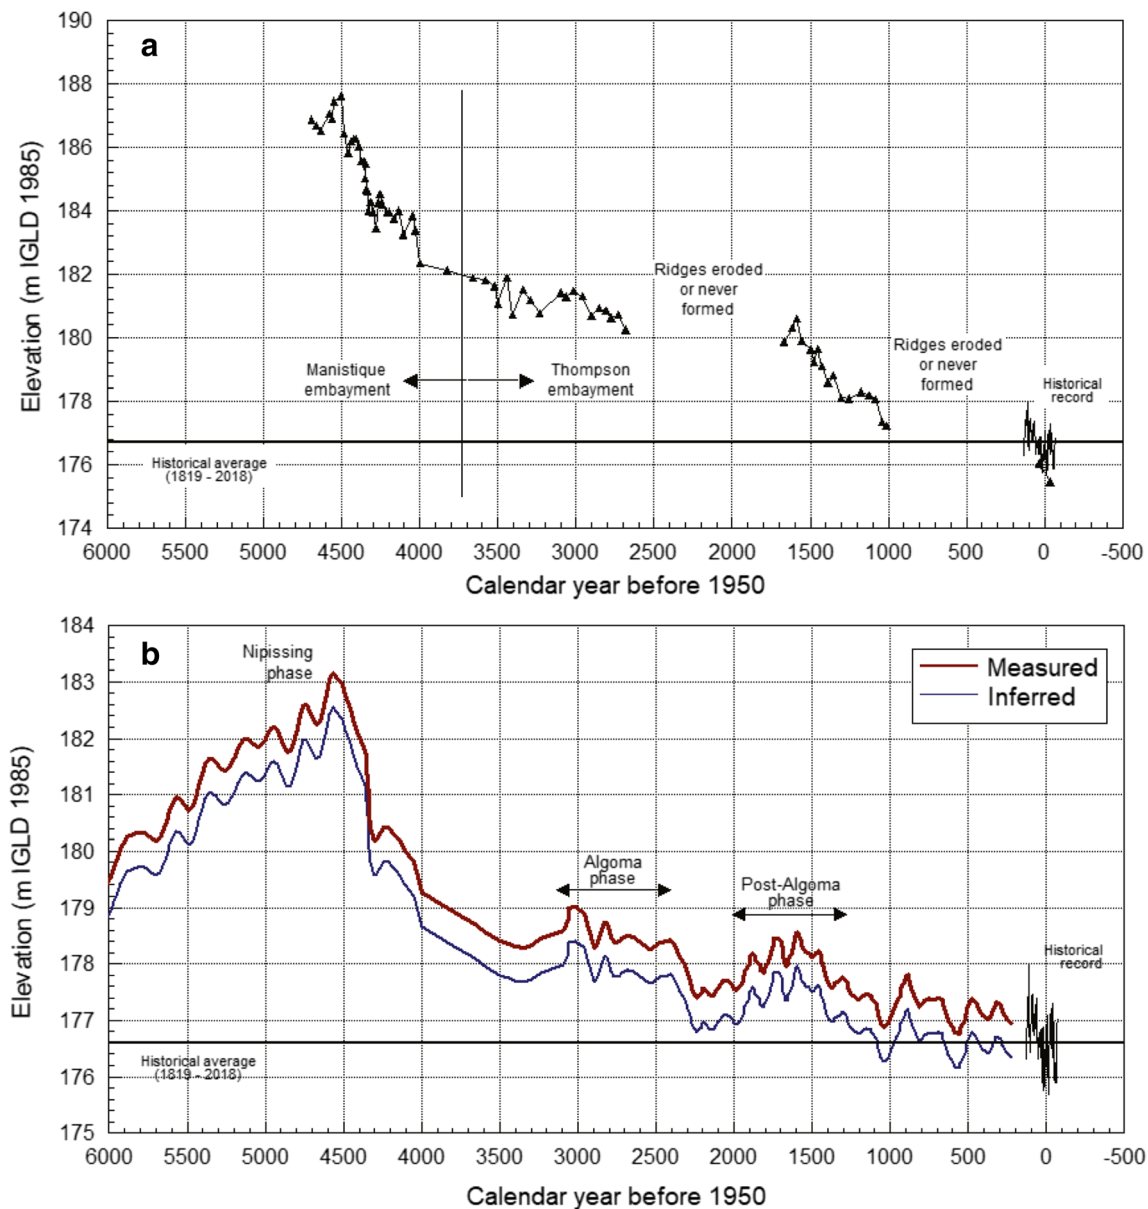 a
190
188
186
184
182
180
178
176
174
Elevation (m IGLD 1985)
Ridges eroded
or never
formed
Manistique
embayment
Thompson
embayment
Ridges eroded
or never
formed
Historical
record
Historical average
(1819 - 2018)
6000 5500 5000 4500 4000 3500 3000 2500 2000 1500 1000 500 0 -500
Calendar year before 1950
b
184
183
182
181
180
179
178
177
176
175
Elevation (m IGLD 1985)
Nipissing
phase
Measured
Inferred
Algoma
phase
Post-Algoma
phase
Historical
record
Historical average
(1819 - 2018)
6000 5500 5000 4500 4000 3500 3000 2500 2000 1500 1000 500 0 -500
Calendar year before 1950